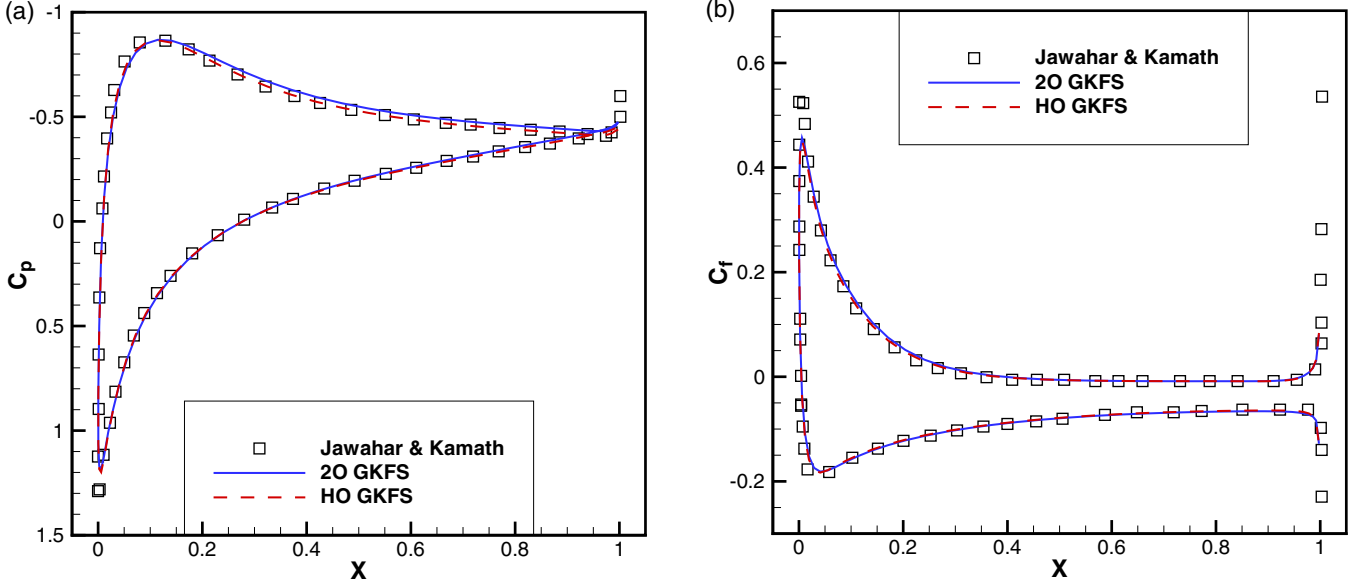 (a)
-1
-0.5
0
0.5
1
1.5
Cp
0 0.2 0.4 0.6 0.8 1
X
Jawahar & Kamath
2O GKFS
HO GKFS
(b)
0.6
0.4
0.2
0
-0.2
Cf
0 0.2 0.4 0.6 0.8 1
X
Jawahar & Kamath
2O GKFS
HO GKFS